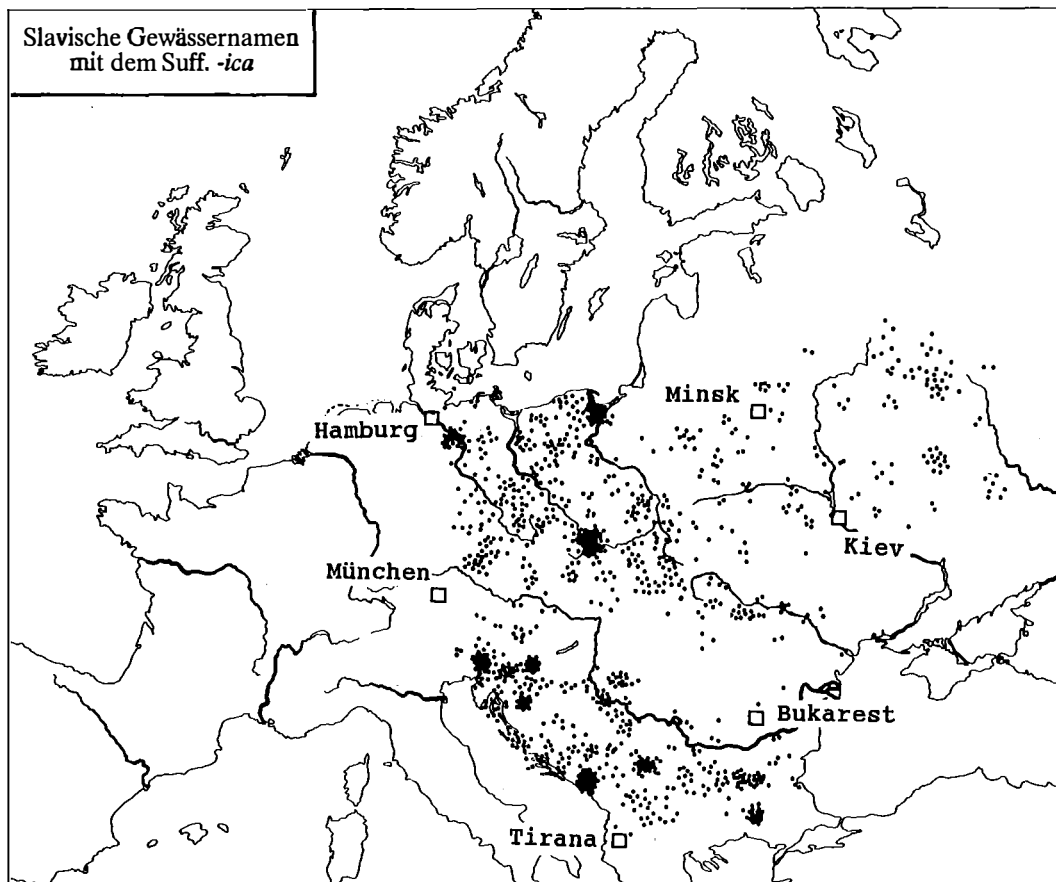 Slavische Gewässernamen
mit dem Suff. -ica
Minsk
Hamburg
Kiev
München
Bukarest
Tirana